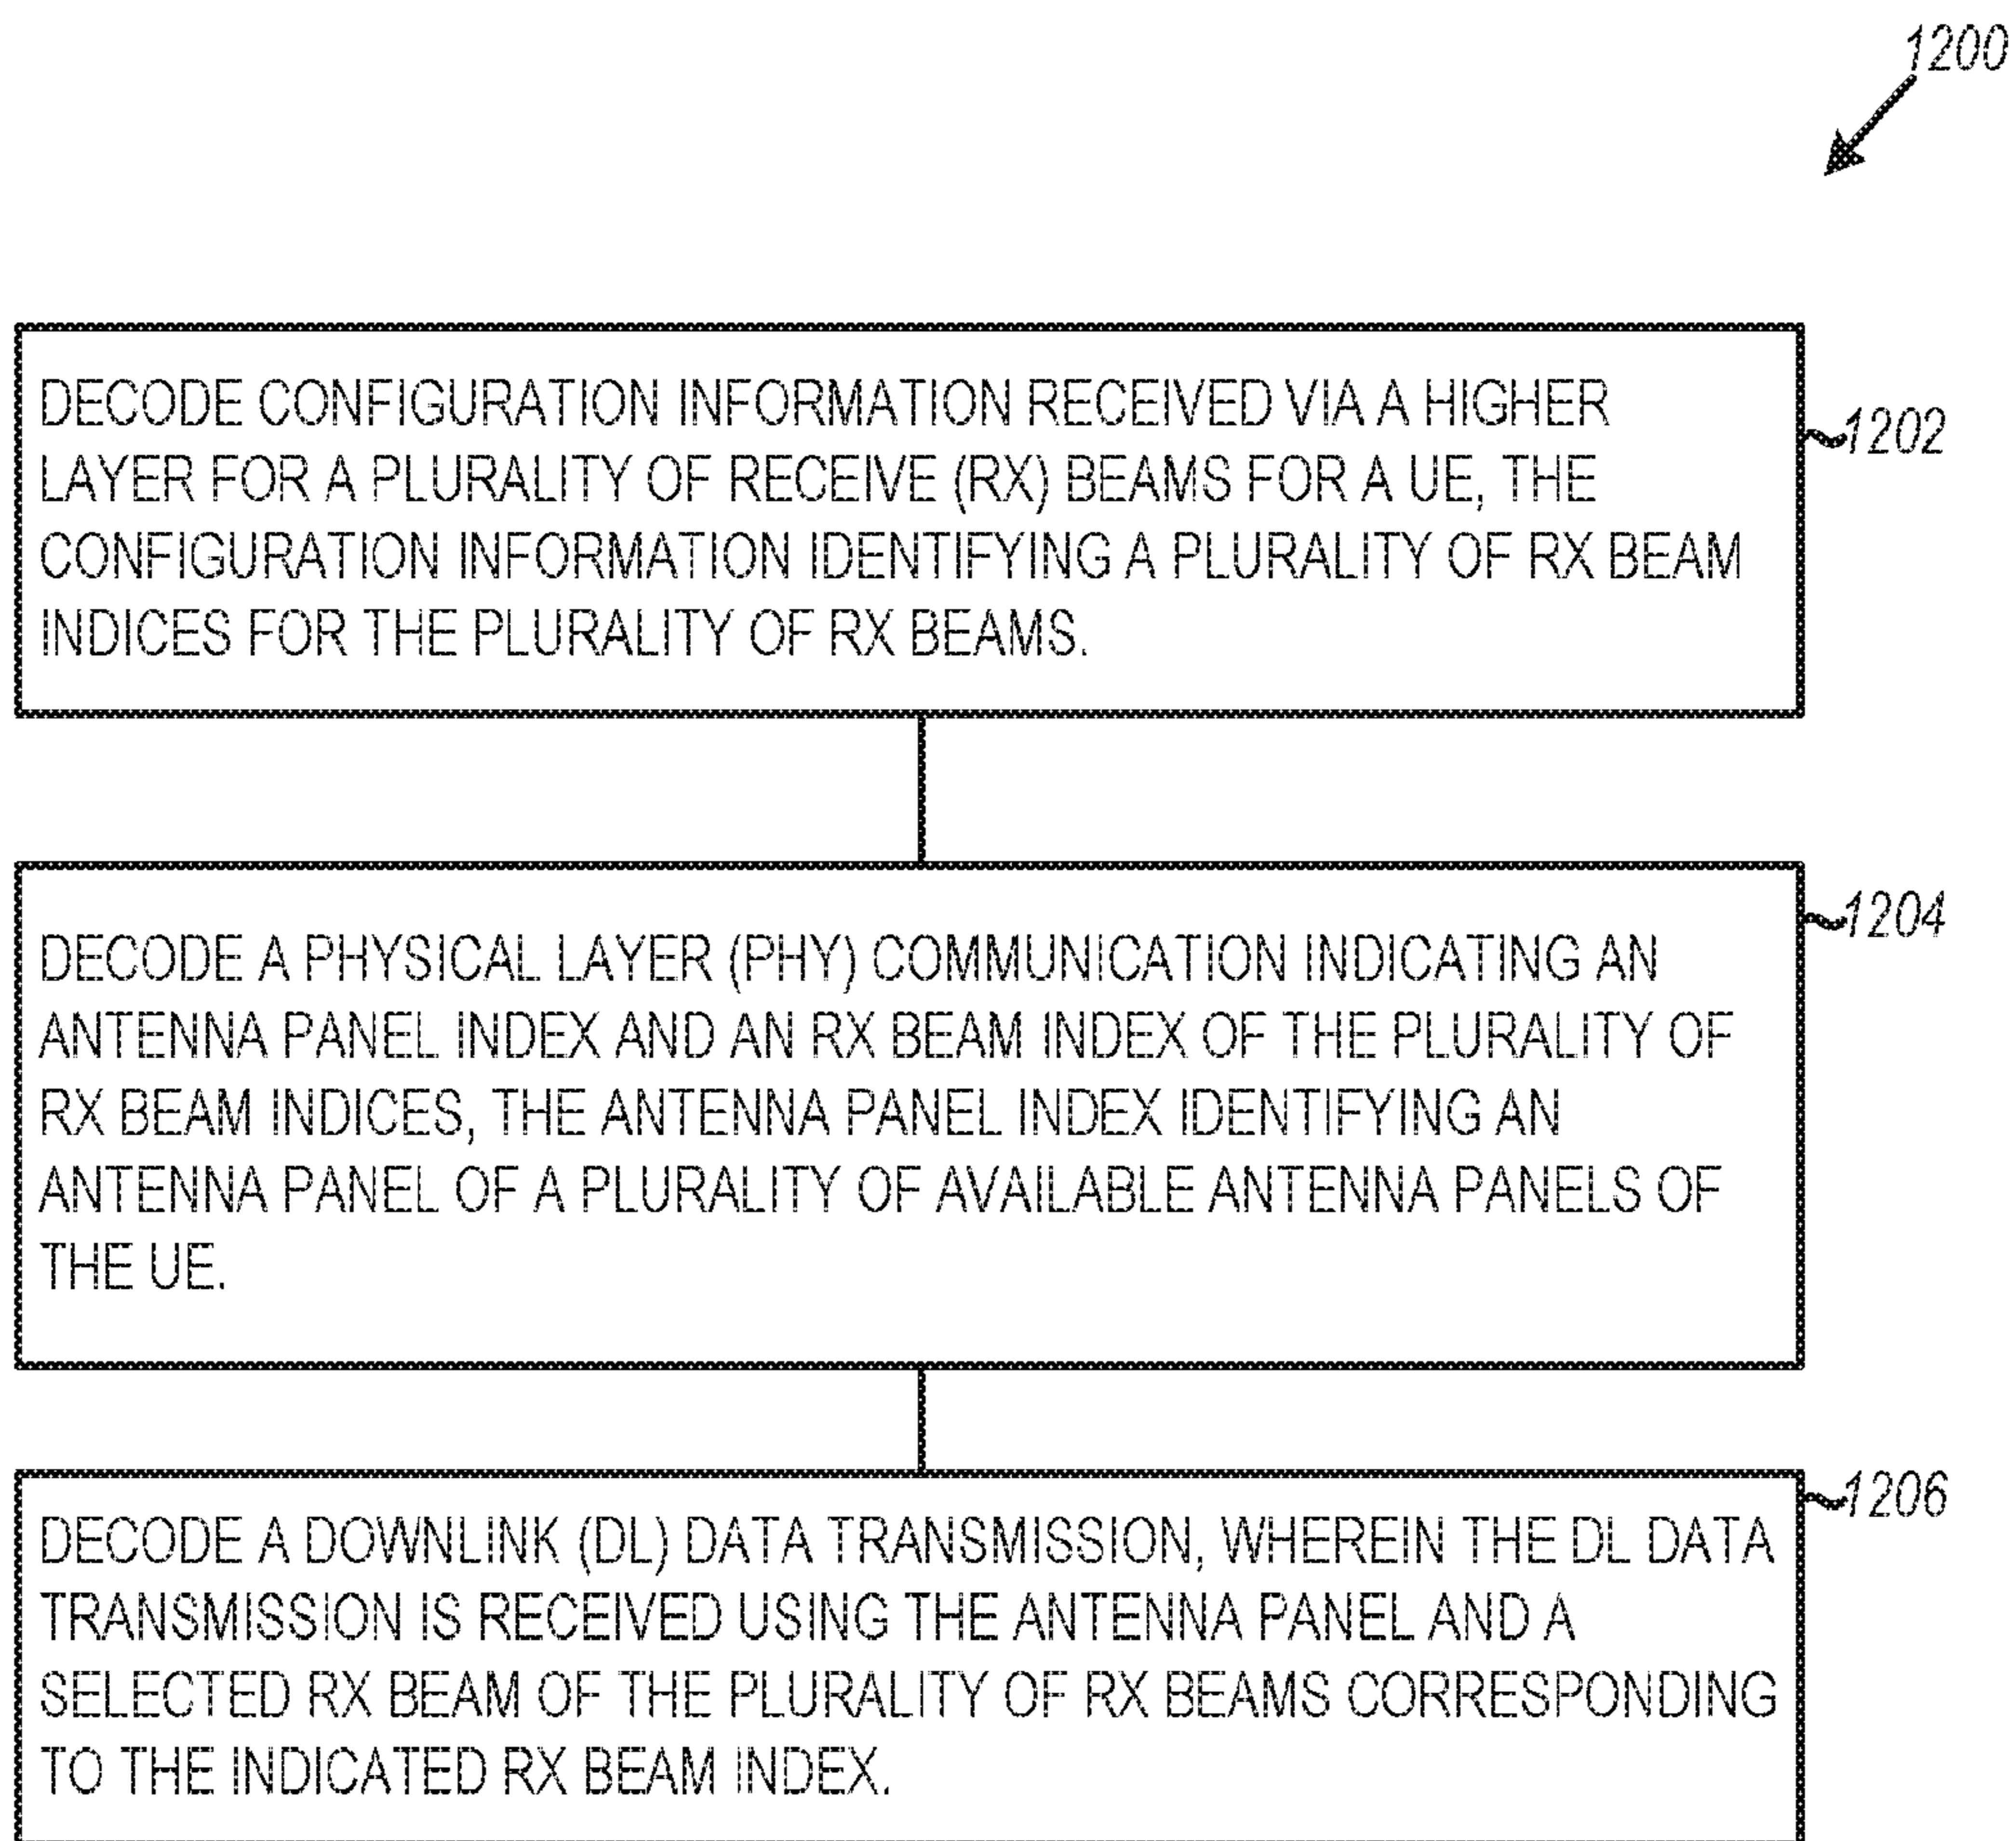 1200
DECODE CONFIGURATION INFORMATION RECEIVED VIA A HIGHER
LAYER FOR A PLURALITY OF RECEIVE (RX) BEAMS FOR A UE, THE
CONFIGURATION INFORMATION IDENTIFYING A PLURALITY OF RX BEAM
INDICES FOR THE PLURALITY OF RX BEAMS.
1202
DECODE A PHYSICAL LAYER (PHY) COMMUNICATION INDICATING AN
ANTENNA PANEL INDEX AND AN RX BEAM INDEX OF THE PLURALITY OF
RX BEAM INDICES, THE ANTENNA PANEL INDEX IDENTIFYING AN
ANTENNA PANEL OF A PLURALITY OF AVAILABLE ANTENNA PANELS OF
THE UE.
1204
DECODE A DOWNLINK (DL) DATA TRANSMISSION, WHEREIN THE DL DATA
TRANSMISSION IS RECEIVED USING THE ANTENNA PANEL AND A
SELECTED RX BEAM OF THE PLURALITY OF RX BEAMS CORRESPONDING
TO THE INDICATED RX BEAM INDEX.
1206